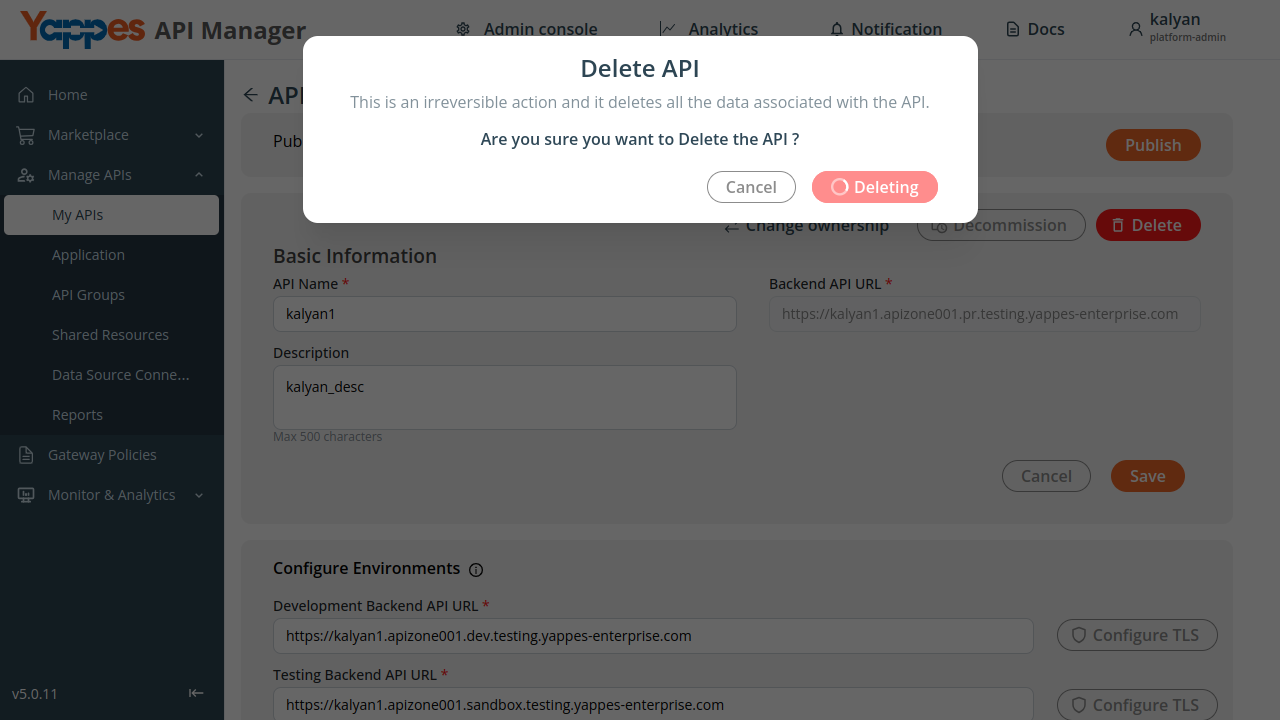 Yappes API Manager
Admin console
Analytics
Notification
Docs
kalyan
platform-admin
Home
Marketplace
Manage APIs
My APIs
Application
API Groups
Shared Resources
Data Source Conne...
Reports
Gateway Policies
Monitor & Analytics
v5.0.11
Delete API
This is an irreversible action and it deletes all the data associated with the API.
Are you sure you want to Delete the API ?
Cancel
Deleting
API
Pub
Publish
Change ownership
Decommission
Delete
Basic Information
API Name *
Backend API URL *
kalyan1
https://kalyan1.apizone001.pr.testing.yappes-enterprise.com
Description
kalyan_desc
Max 500 characters
Cancel
Save
Configure Environments
Development Backend API URL *
https://kalyan1.apizone001.dev.testing.yappes-enterprise.com
Configure TLS
Testing Backend API URL *
https://kalyan1.apizone001.sandbox.testing.yappes-enterprise.com
Configure TLS